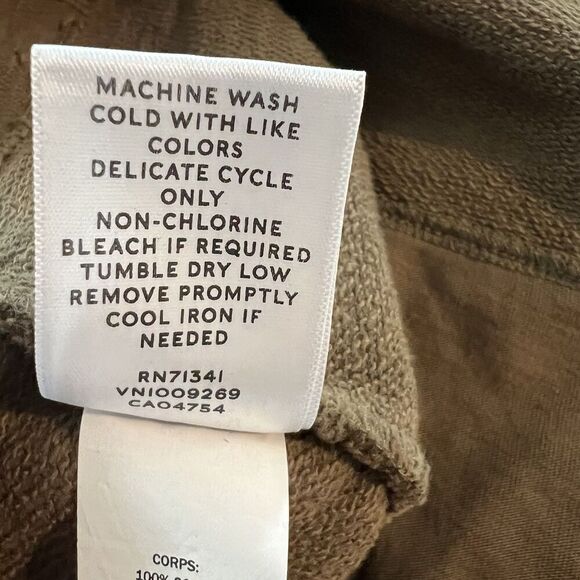 MACHINE WASH
COLD WITH LIKE
COLORS
DELICATE CYCLE
ONLY
NON-CHLORINE
BLEACH IF REQUIRED
TUMBLE DRY LOW
REMOVE PROMPTLY
COOL IRON IF
NEEDED
RN71341
VN1009269
CA04754
CORPS:
100%